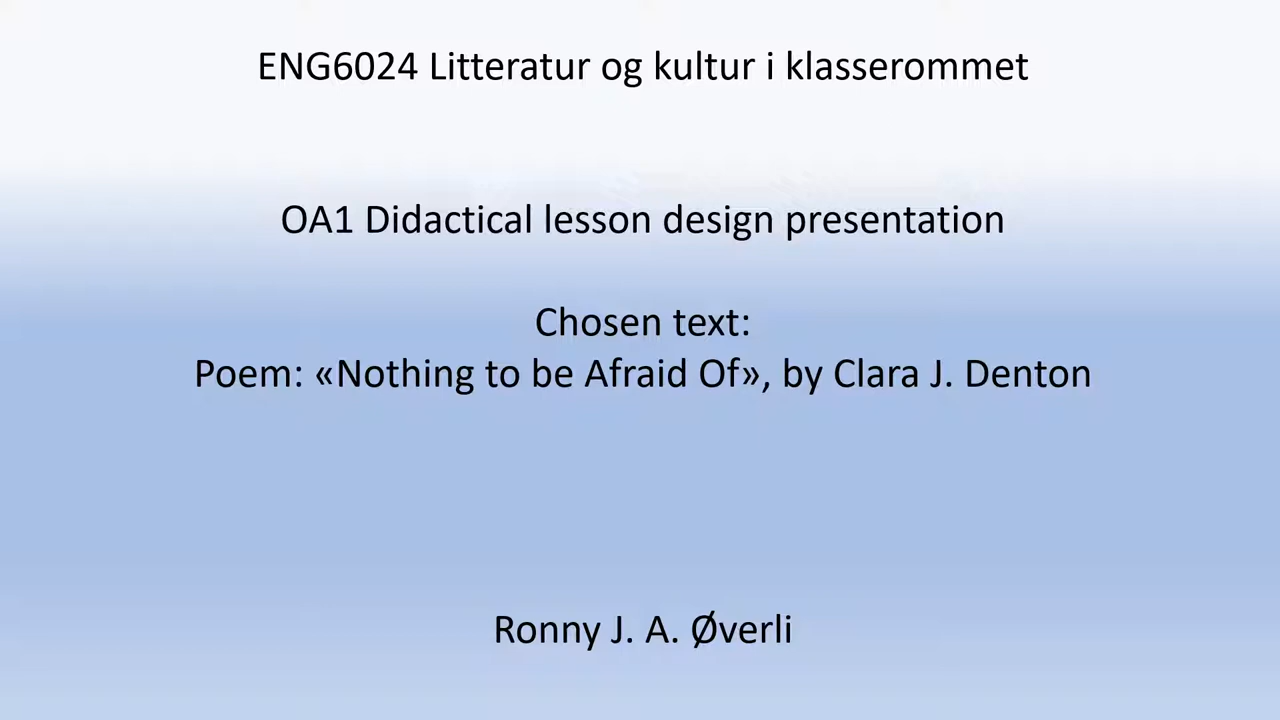 ENG6024 Litteratur og kultur i klasserommet
OA1 Didactical lesson design presentation
Chosen text:
Poem: «Nothing to be Afraid Of», by Clara J. Denton
Ronny J. A. Øverli